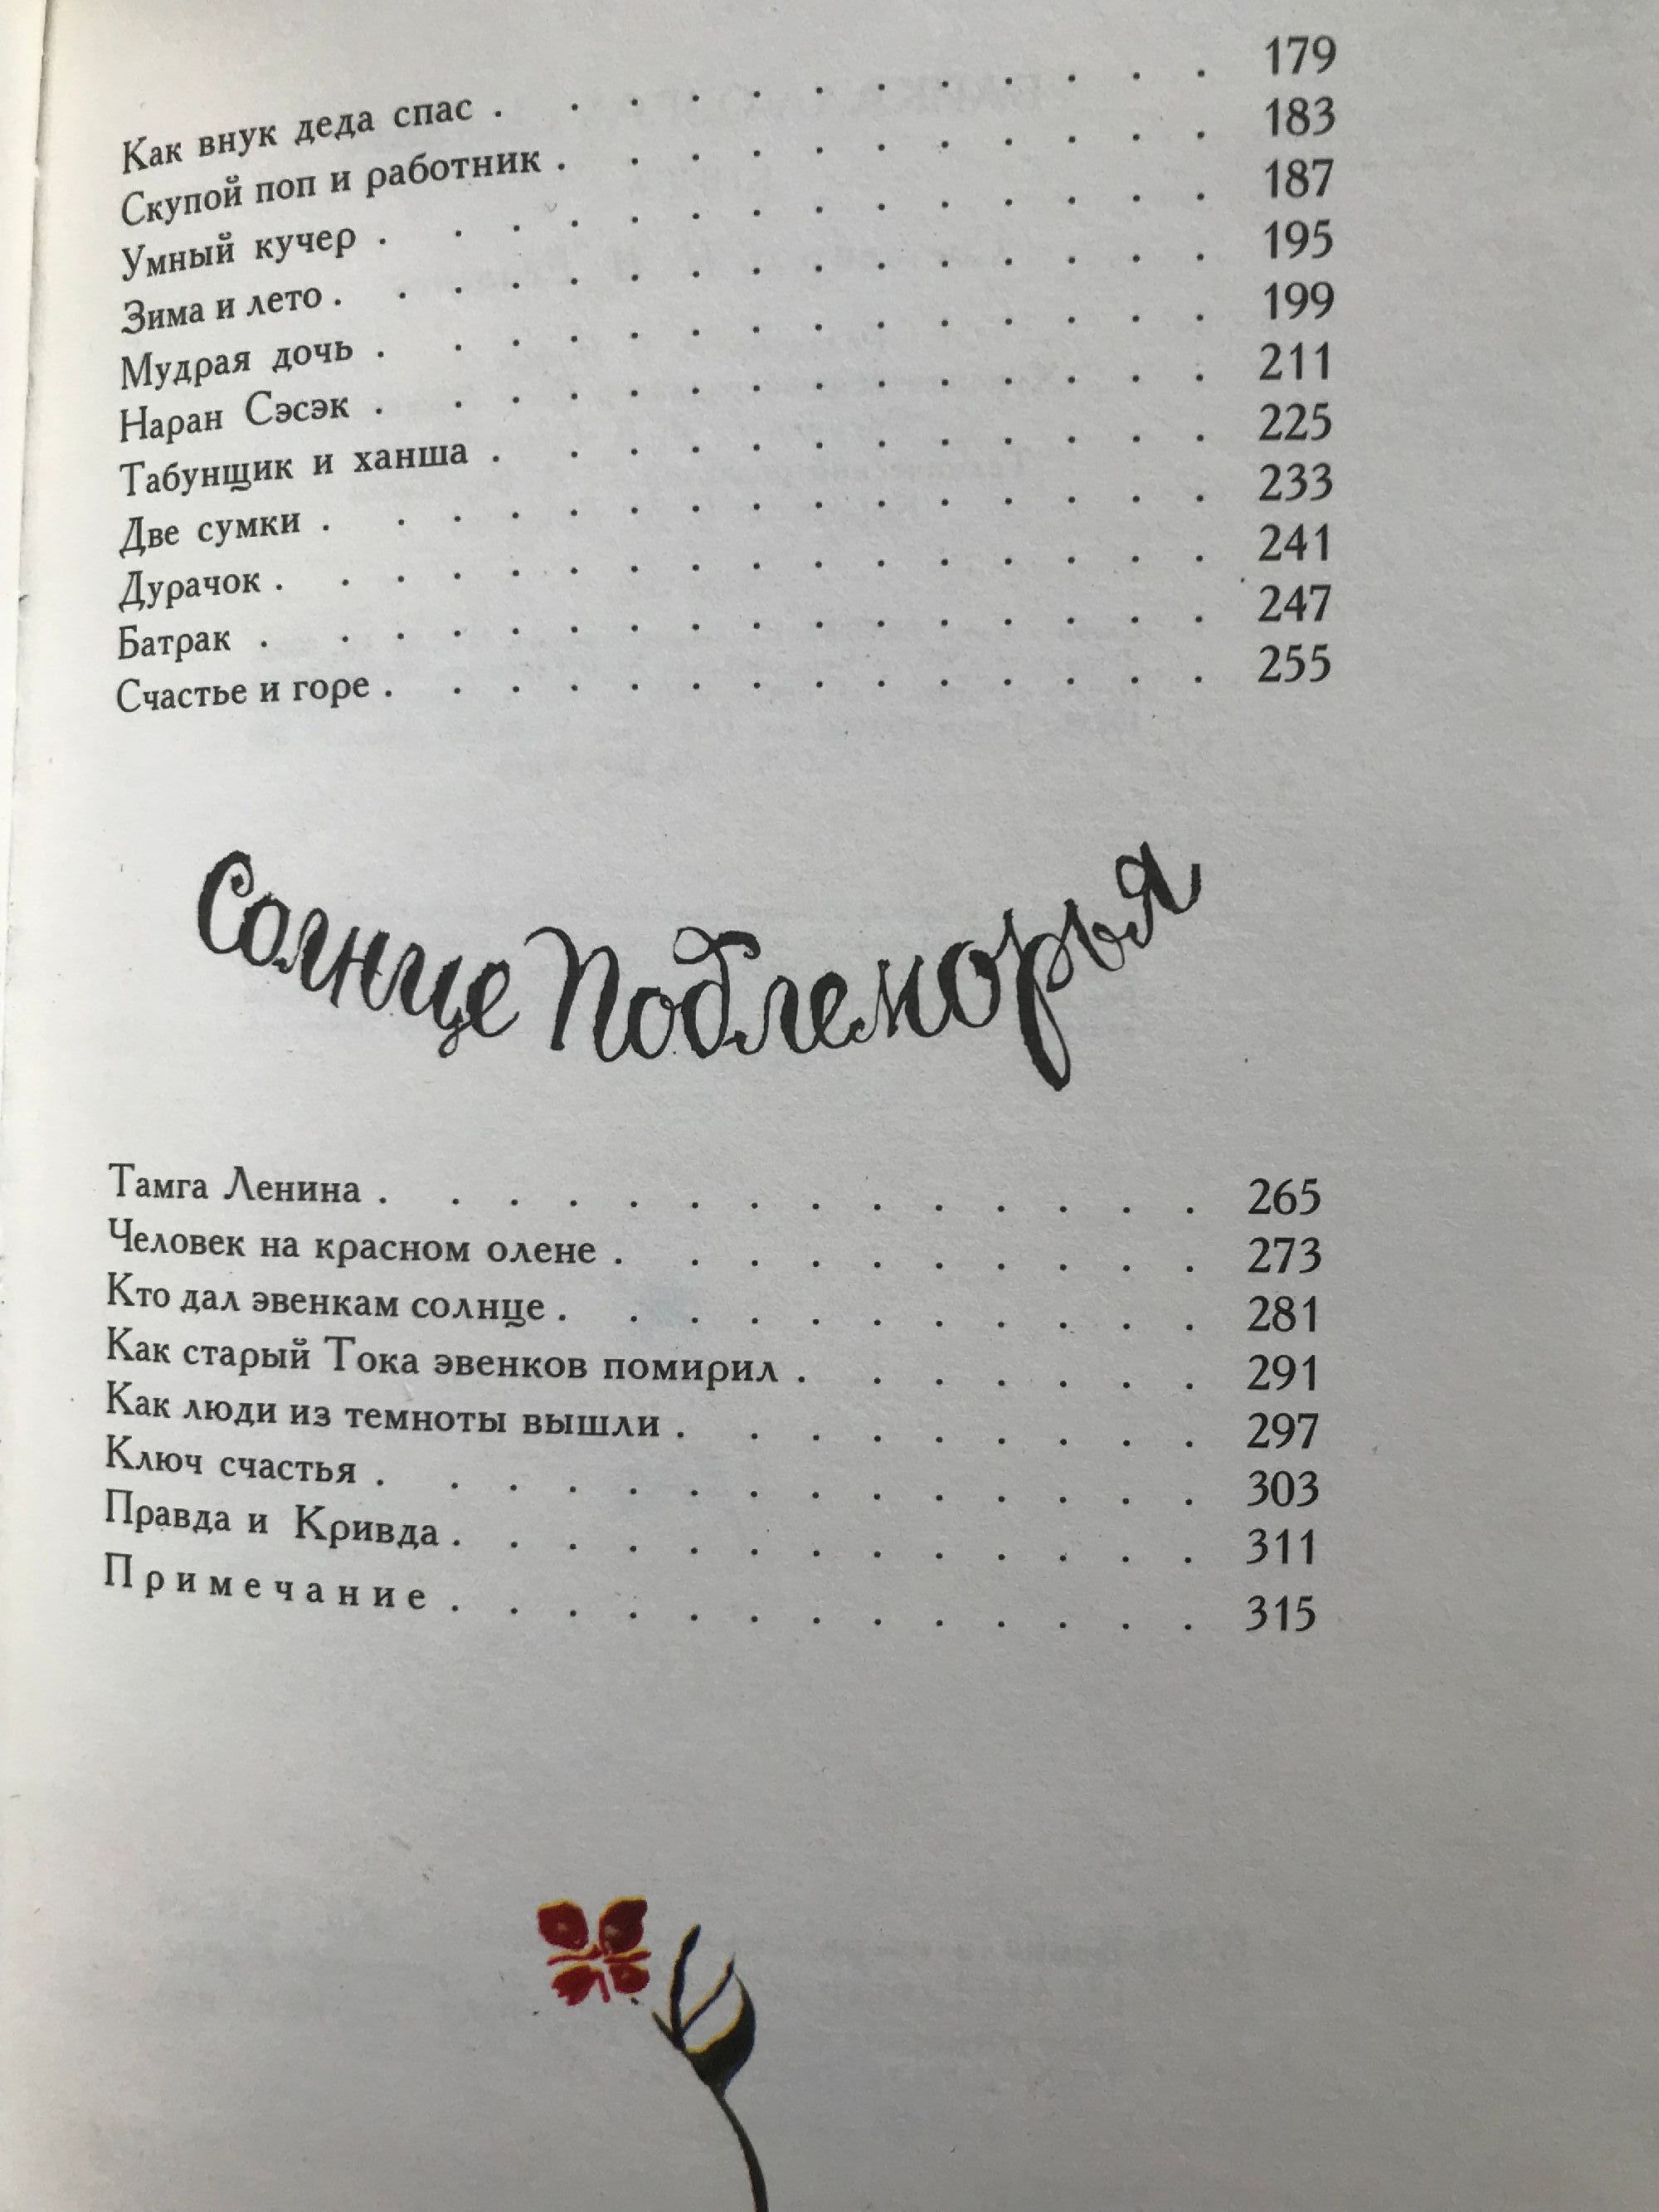 Как внук деда спас . . . . . . . . . . . . 179
Скупой поп и работник . . . . . . . . . . . 183
Умный кучер . . . . . . . . . . . . . . 187
Зима и лето . . . . . . . . . . . . . . . 195
Мудрая дочь . . . . . . . . . . . . . . 199
Наран Сэсэк . . . . . . . . . . . . . . 211
Табунщик и ханша . . . . . . . . . . . . 225
Две сумки . . . . . . . . . . . . . . . 233
Дурачок . . . . . . . . . . . . . . . . 241
Батрак . . . . . . . . . . . . . . . . 247
Счастье и горе . . . . . . . . . . . . . . 255
Солнце Подлеморья
Тамга Ленина . . . . . . . . . . . . . . 265
Человек на красном олене . . . . . . . . . . 273
Кто дал эвенкам солнце . . . . . . . . . . . 281
Как старый Тока эвенков помирил . . . . . . . 291
Как люди из темноты вышли . . . . . . . . . 297
Ключ счастья . . . . . . . . . . . . . . 303
Правда и Кривда . . . . . . . . . . . . . 311
Примечание . . . . . . . . . . . . . 315